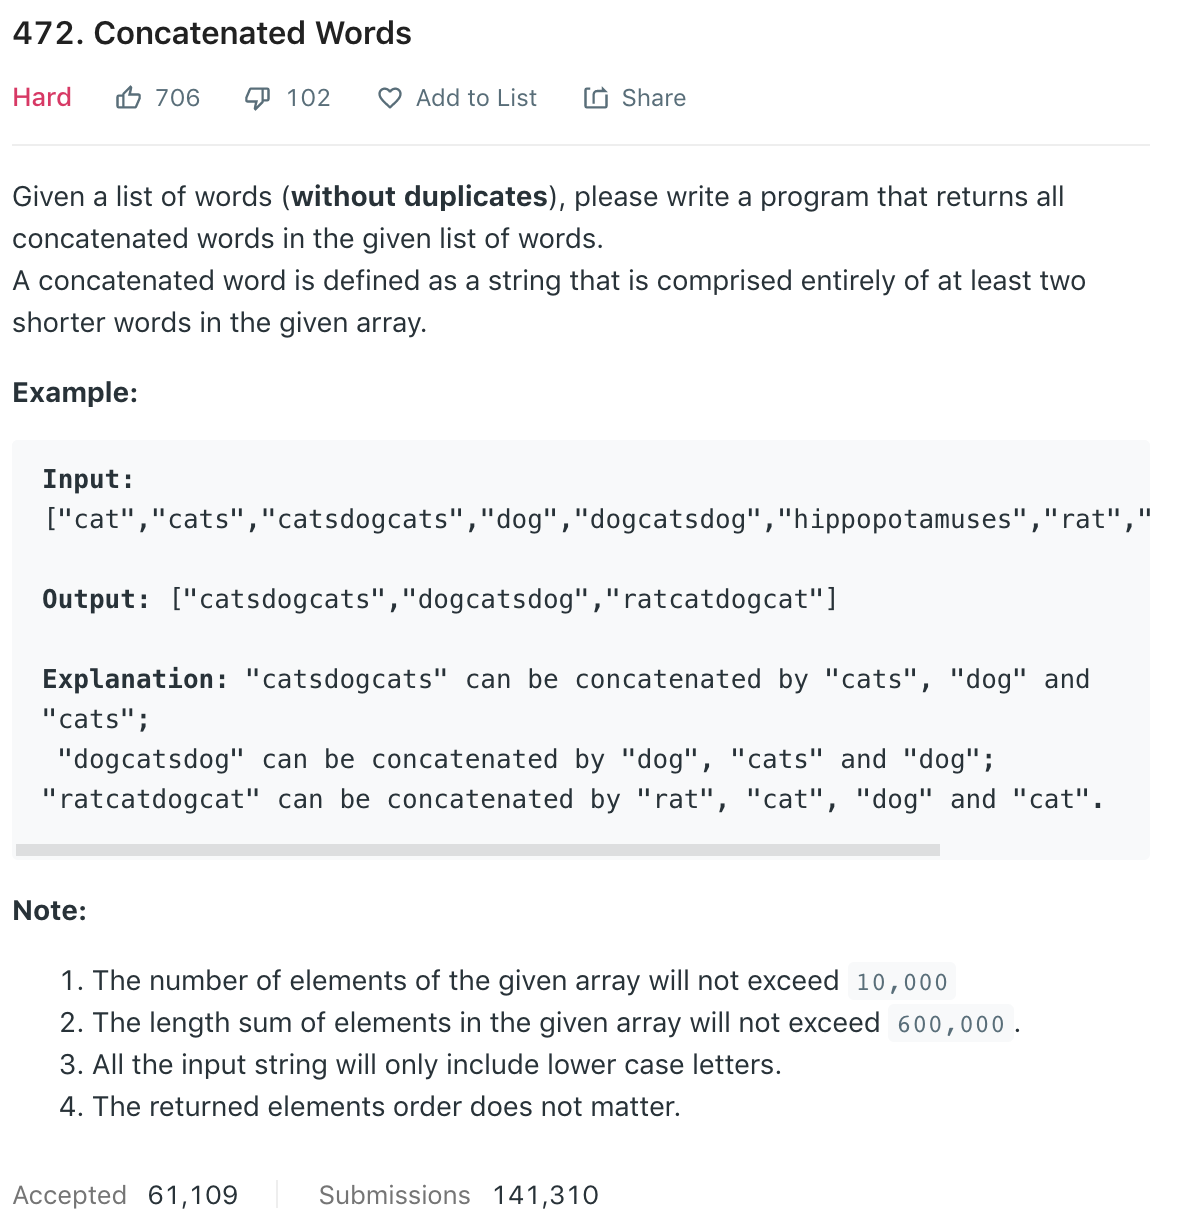 472. Concatenated Words
Hard 706 102 Add to List Share
Given a list of words (without duplicates), please write a program that returns all
concatenated words in the given list of words.
A concatenated word is defined as a string that is comprised entirely of at least two
shorter words in the given array.
Example:
Input:
["cat","cats","catsdogcats","dog","dogcatsdog","hippopotamuses","rat","
Output: ["catsdogcats","dogcatsdog","ratcatdogcat"]
Explanation: "catsdogcats" can be concatenated by "cats", "dog" and
"cats";
"dogcatsdog" can be concatenated by "dog", "cats" and "dog";
"ratcatdogcat" can be concatenated by "rat", "cat", "dog" and "cat".
Note:
1. The number of elements of the given array will not exceed 10,000
2. The length sum of elements in the given array will not exceed 600,000 .
3. All the input string will only include lower case letters.
4. The returned elements order does not matter.
Accepted 61,109 Submissions 141,310